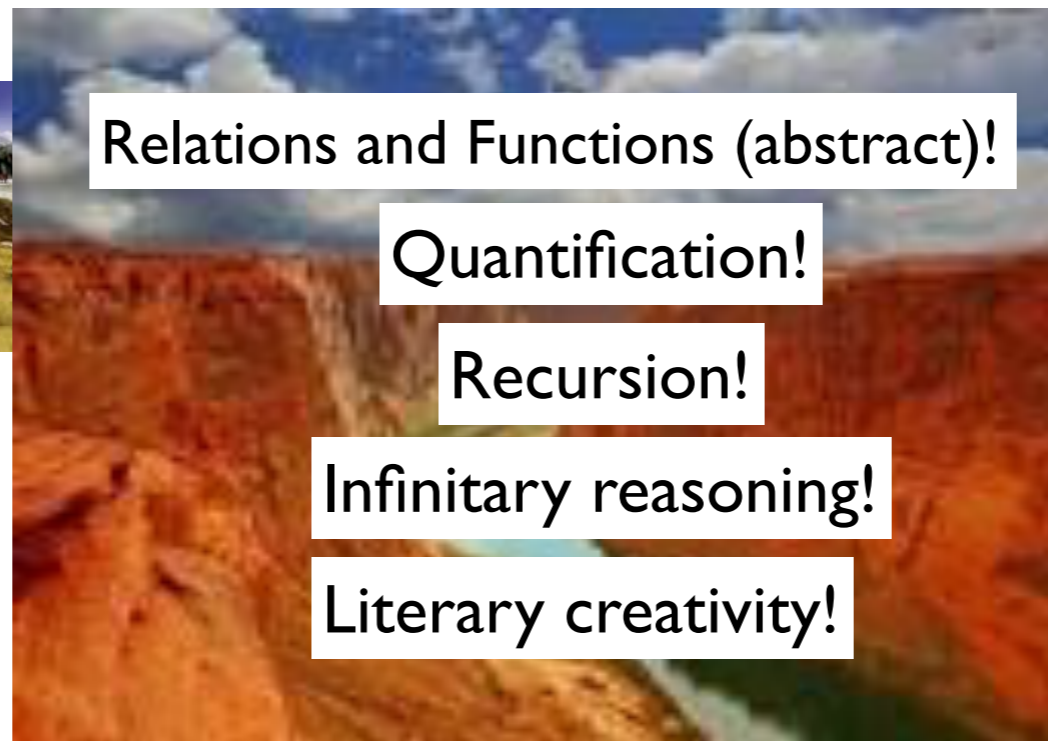 Relations and Functions (abstract)!
Quantification!
Recursion!
Infinitary reasoning!
Literary creativity!